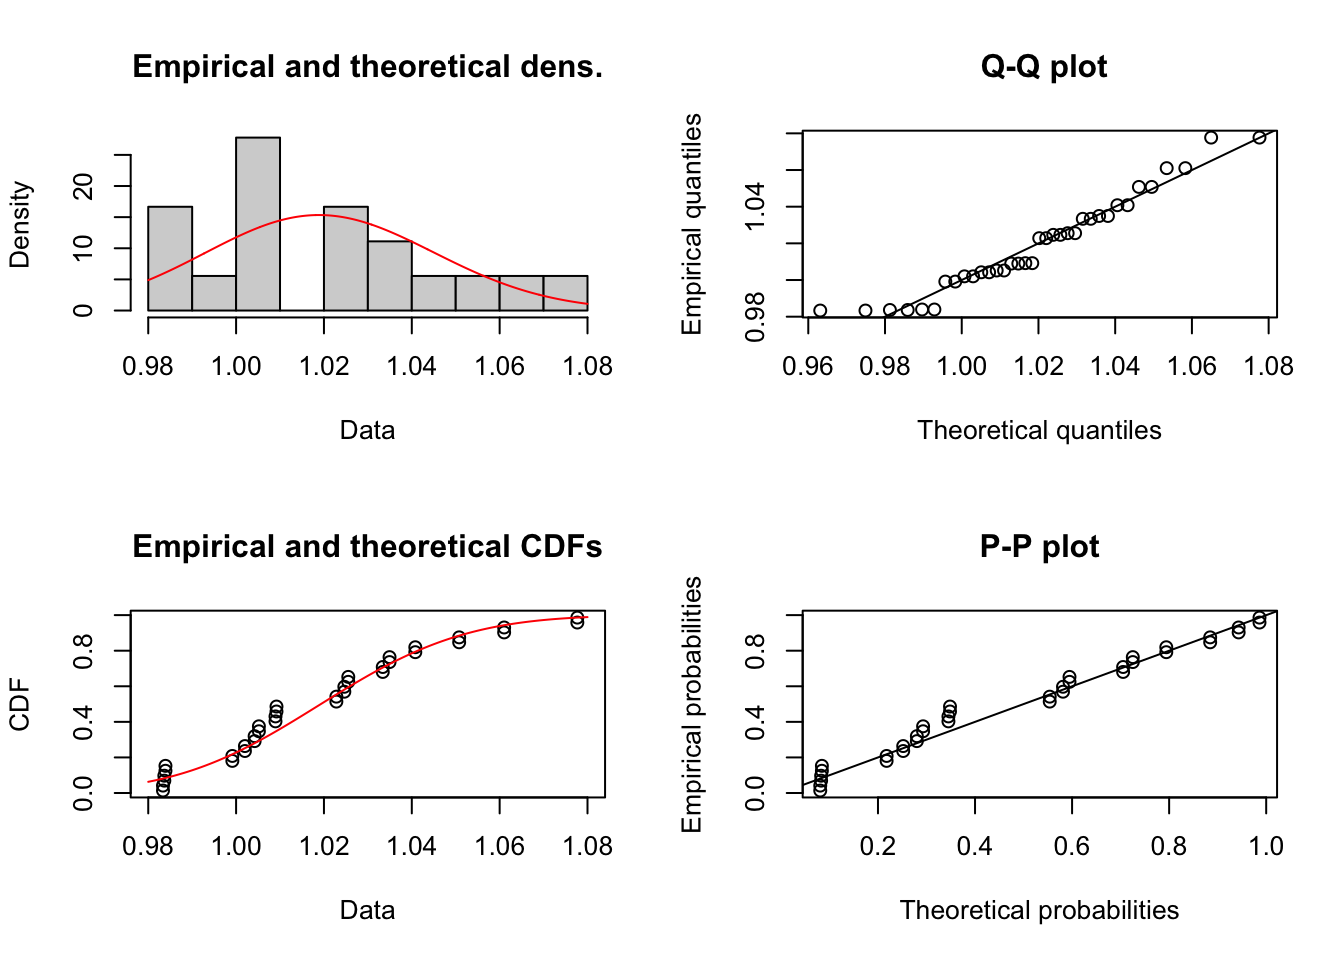 Empirical and theoretical dens.
Density
0 10 20
0.98 1.00 1.02 1.04 1.06 1.08
Data
Q-Q plot
Empirical quantiles
0.98 1.04
0.96 0.98 1.00 1.02 1.04 1.06 1.08
Theoretical quantiles
Empirical and theoretical CDFs
CDF
0.0 0.4 0.8
0.98 1.00 1.02 1.04 1.06 1.08
Data
P-P plot
Empirical probabilities
0.0 0.4 0.8
0.2 0.4 0.6 0.8 1.0
Theoretical probabilities